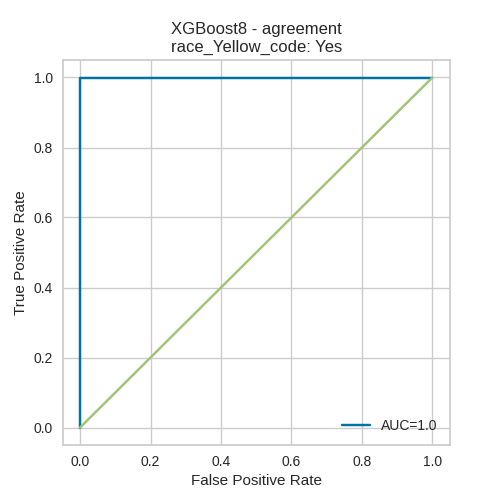 XGBoost8 - agreement
race_Yellow_code: Yes
True Positive Rate
1.0
0.8
0.6
0.4
0.2
0.0
AUC=1.0
0.0 0.2 0.4 0.6 0.8 1.0
False Positive Rate